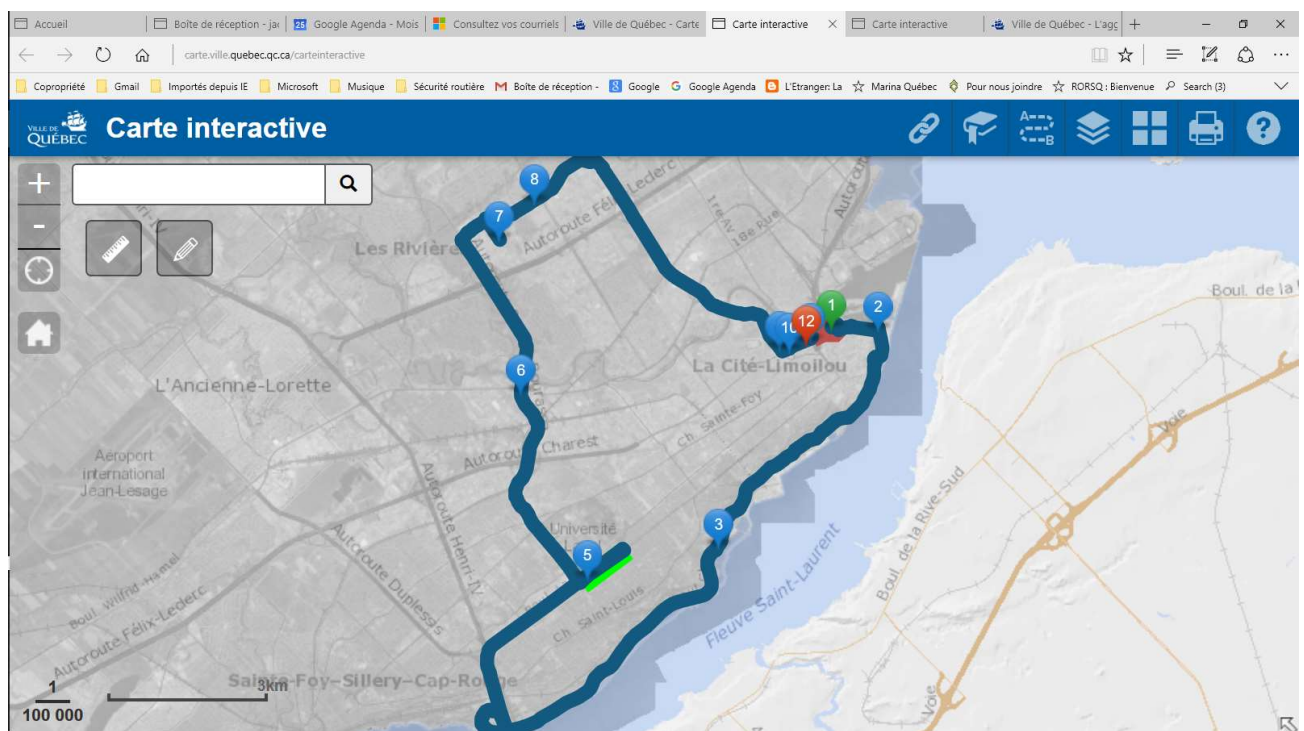 Accueil
Boîte de réception - jac
25 Google Agenda - Mois
Consultez vos courriels
Ville de Québec - Carte
Carte interactive
Carte interactive
Ville de Québec - L'agg
carte.ville.quebec.qc.ca/carteinteractive
Copropriété Gmail Importés depuis IE Microsoft Musique Sécurité routière Boîte de réception - Google Google Agenda L'Etranger: La Marina Québec Pour nous joindre RORSQ : Bienvenue Search (3)
VILLE DE
QUÉBEC
Carte interactive
A
B
8
7
Autoroute Félix-Leclerc
1re Av
18e Rue
Autoroute
Les Rivière
Boul. de la
1
2
10
12
La Cité-Limoilou
6
L'Ancienne-Lorette
Ch. Sainte-Foy
Autoroute Charest
Voie
Aéroport
international
Jean-Lesage
Autoroute Henri-IV
3
Université
5
Boul. de la Rive-Sud
Autoroute Duplessis
Boul. Wilfrid-Hamel
Ch. Saint-Louis
Fleuve Saint-Laurent
Autoroute Félix-Leclerc
Sainte-Foy–Sillery–Cap-Rouge
Voie
3km
1
100 000